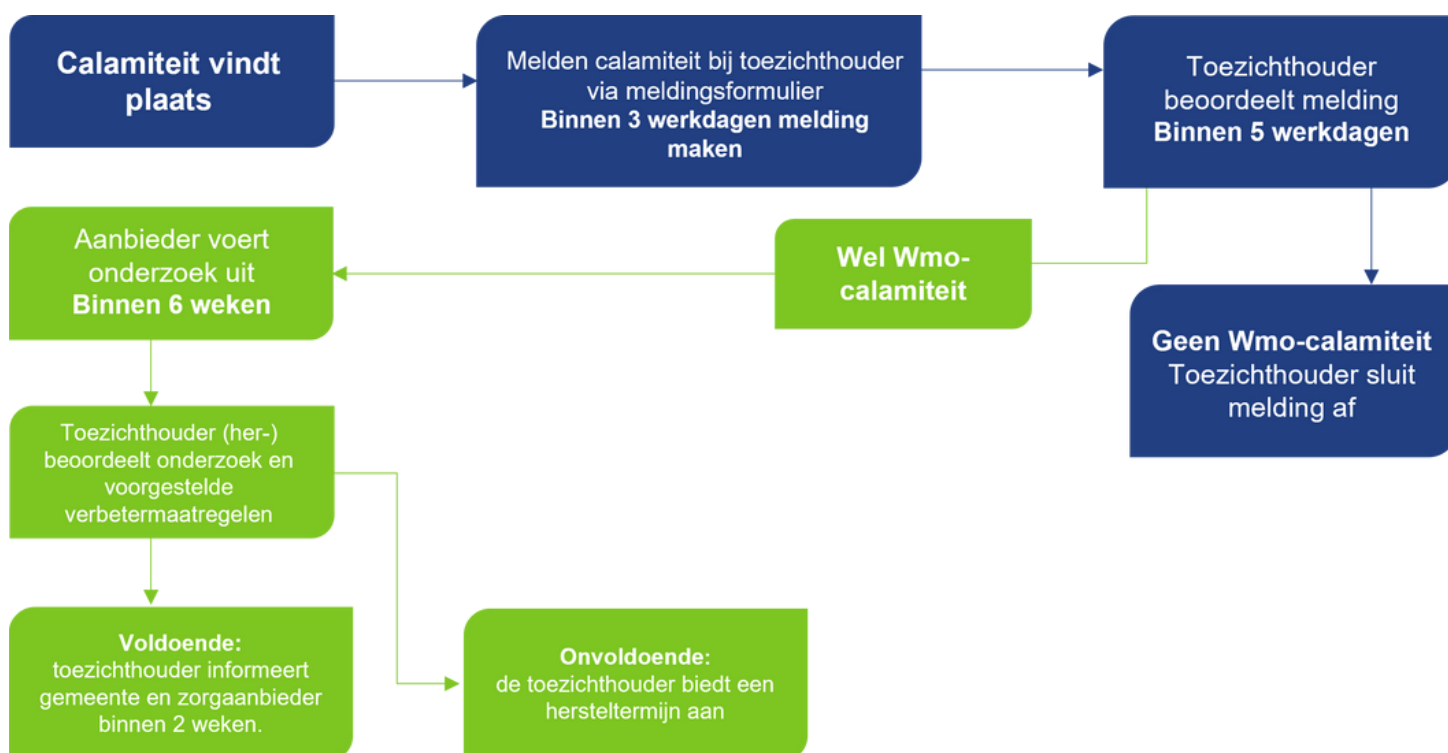 Calamiteit vindt
plaats
Melden calamiteit bij toezichthouder
via meldingsformulier
Binnen 3 werkdagen melding
maken
Toezichthouder
beoordeelt melding
Binnen 5 werkdagen
Aanbieder voert
onderzoek uit
Binnen 6 weken
Wel Wmo-
calamiteit
Geen Wmo-calamiteit
Toezichthouder sluit
melding af
Toezichthouder (her-)
beoordeelt onderzoek en
voorgestelde
verbetermaatregelen
Voldoende:
toezichthouder informeert
gemeente en zorgaanbieder
binnen 2 weken.
Onvoldoende:
de toezichthouder biedt een
hersteltermijn aan